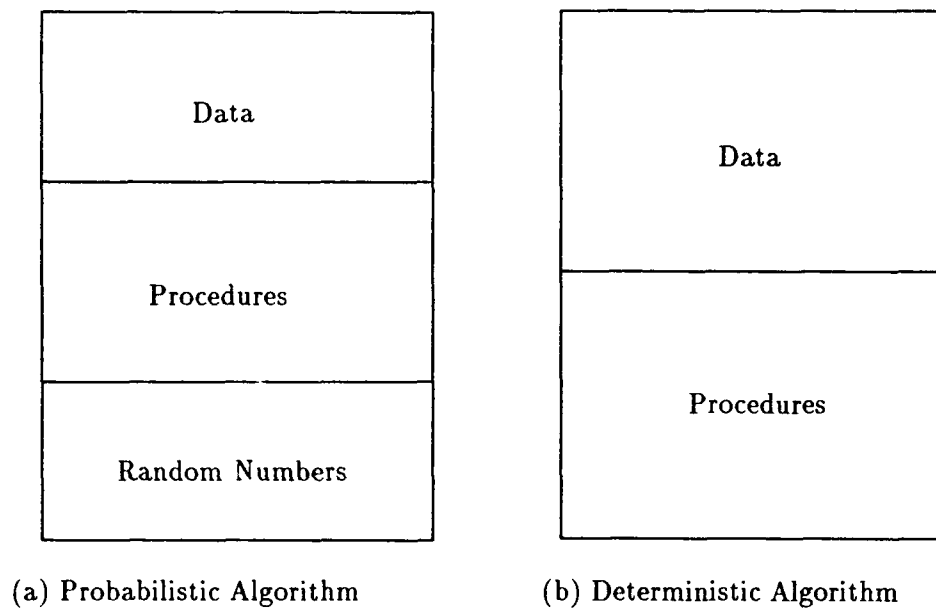 Data
Procedures
Random Numbers
(a) Probabilistic Algorithm
Data
Procedures
(b) Deterministic Algorithm